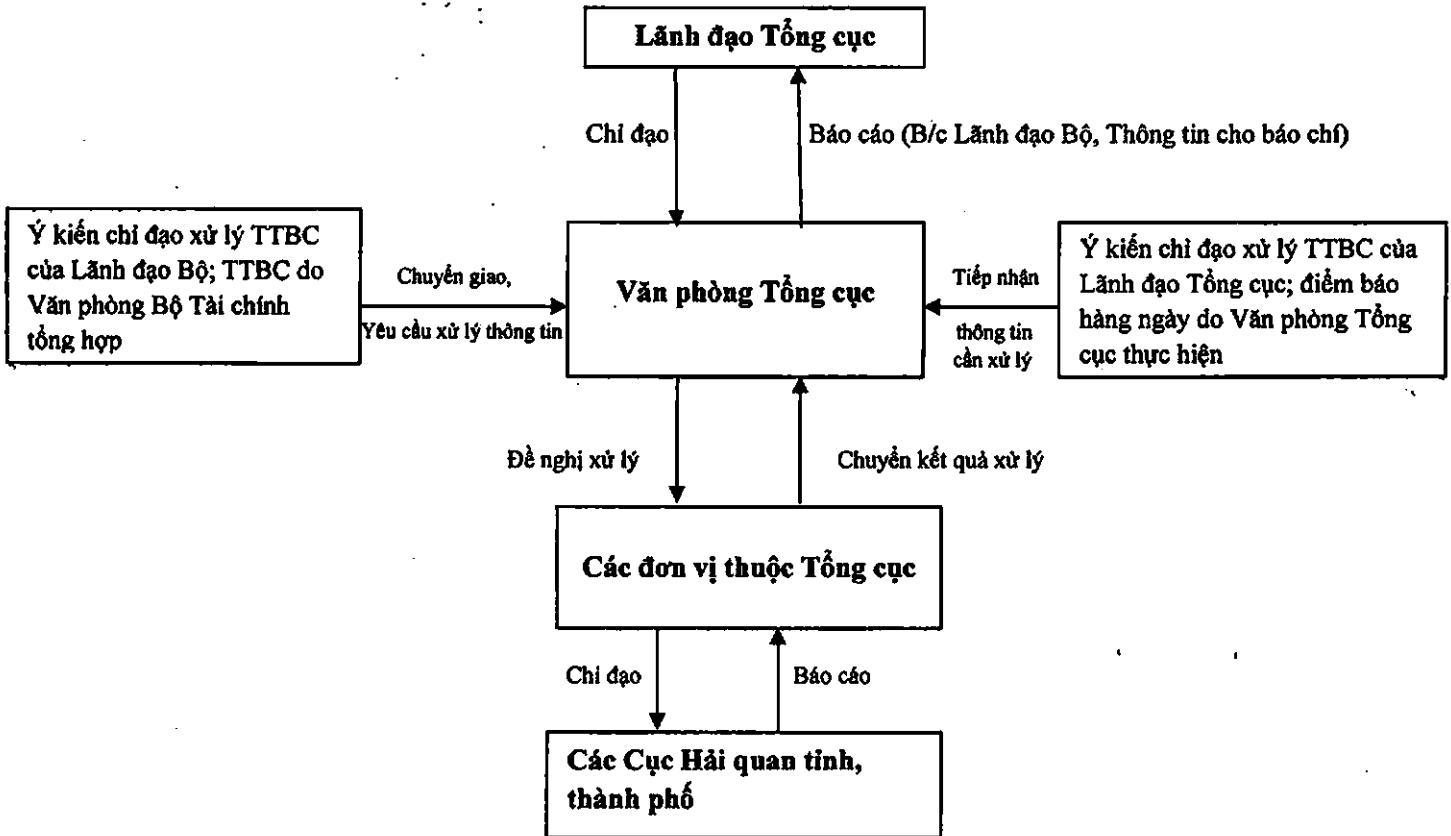 Lãnh đạo Tổng cục
Chỉ đạo
Báo cáo (B/c Lãnh đạo Bộ, Thông tin cho báo chí)
Ý kiến chỉ đạo xử lý TTBC
của Lãnh đạo Bộ; TTBC do
Văn phòng Bộ Tài chính
tổng hợp
Chuyển giao,
Yêu cầu xử lý thông tin
Văn phòng Tổng cục
Tiếp nhận
thông tin
cần xử lý
Ý kiến chỉ đạo xử lý TTBC của
Lãnh đạo Tổng cục; điểm báo
hàng ngày do Văn phòng Tổng
cục thực hiện
Đề nghị xử lý
Chuyển kết quả xử lý
Các đơn vị thuộc Tổng cục
Chỉ đạo
Báo cáo
Các Cục Hải quan tỉnh,
thành phố